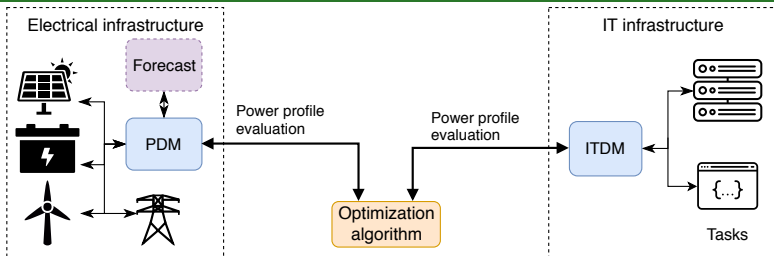 Electrical infrastructure
IT infrastructure
Forecast
PDM
Power profile
evaluation
Power profile
evaluation
ITDM
{...}
Optimization
algorithm
Tasks